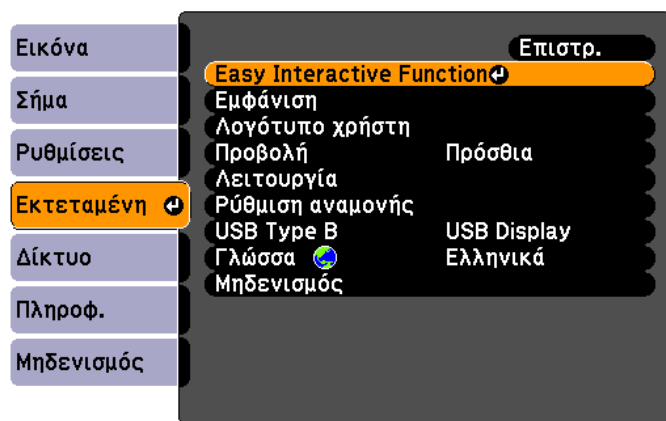 Εικόνα
Σήμα
Ρυθμίσεις
Εκτεταμένη
Δίκτυο
Πληροφ.
Μηδενισμός
Επιστρ.
Easy Interactive Function
Εμφάνιση
Λογότυπο χρήστη
Προβολή Πρόσθια
Λειτουργία
Ρύθμιση αναμονής
USB Type B USB Display
Γλώσσα Ελληνικά
Μηδενισμός